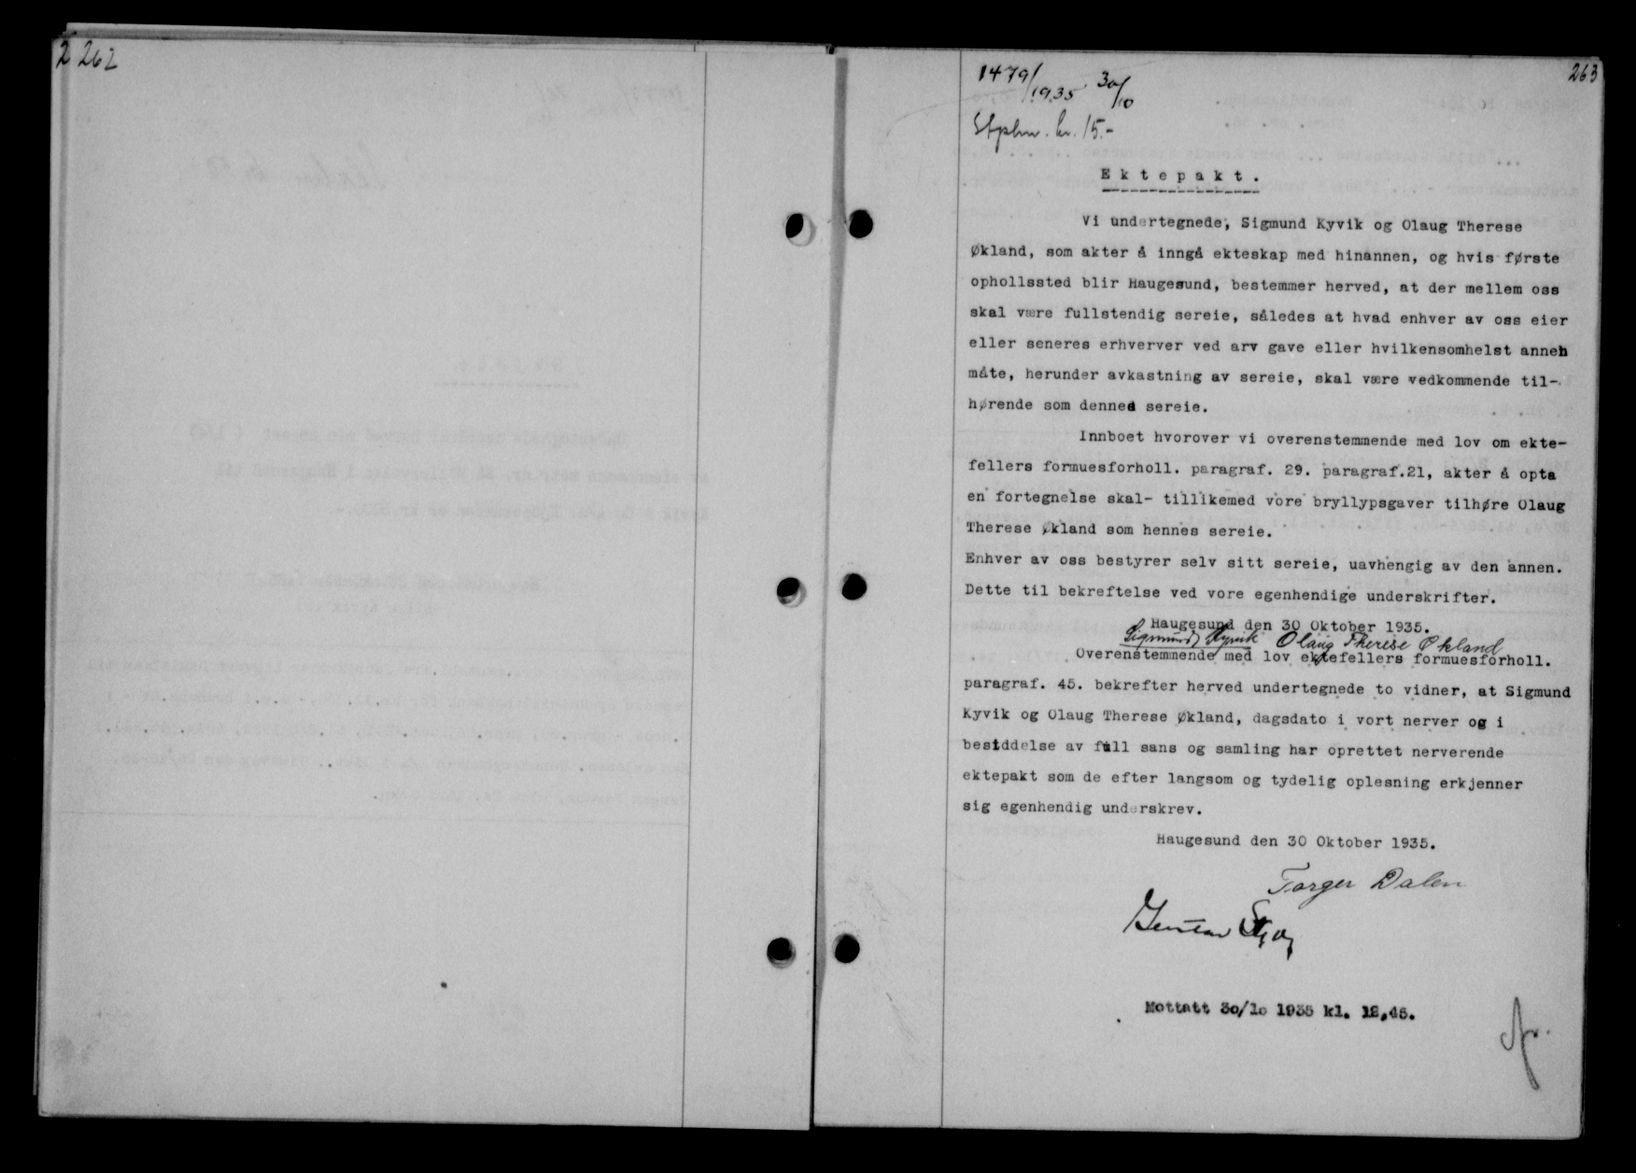 262
263
1479/1935 30/10
kr. 15.-
Ektepakt.
Vi undertegnede, Sigmund Kyvik og Olaug Therese
Økland, som akter å inngå ekteskap med hinannen, og hvis første
ophollssted blir Haugesund, bestemmer herved, at der mellem oss
skal være fullstendig sereie, således at hvad enhver av oss eier
eller seneres erhverver ved arv gave eller hvilkensomhelst anneh
måte, herunder avkastning av sereie, skal være vedkommende til-
hørende som denned sereie.
Innboet hvorover vi overenstemmende med lov om ekte-
fellers formuesforholl. paragraf. 29. paragraf.21, akter å opta
en fortegnelse skal- tillikemed vore bryllypsgaver tilhøre Olaug
Therese Økland som hennes sereie.
Enhver av oss bestyrer selv sitt sereie, uavhengig av den annen.
Dette til bekreftelse ved vore egenhendige underskrifter.
Haugesund den 30 Oktober 1935.
Sigmund Kyvik Olaug Therese Økland
Overenstemmende med lov ektefellers formuesforholl.
paragraf. 45. bekrefter herved undertegnede to vidner, at Sigmund
Kyvik og Olaug Therese Økland, dagsdato i vort nerver og i
besiddelse av full sans og samling har oprettet nerverende
ektepakt som de efter langsom og tydelig oplesning erkjenner
sig egenhendig underskrev.
Haugesund den 30 Oktober 1935.
Torger Dalen
Mottatt 3o/1o 1935 kl. 12,45.